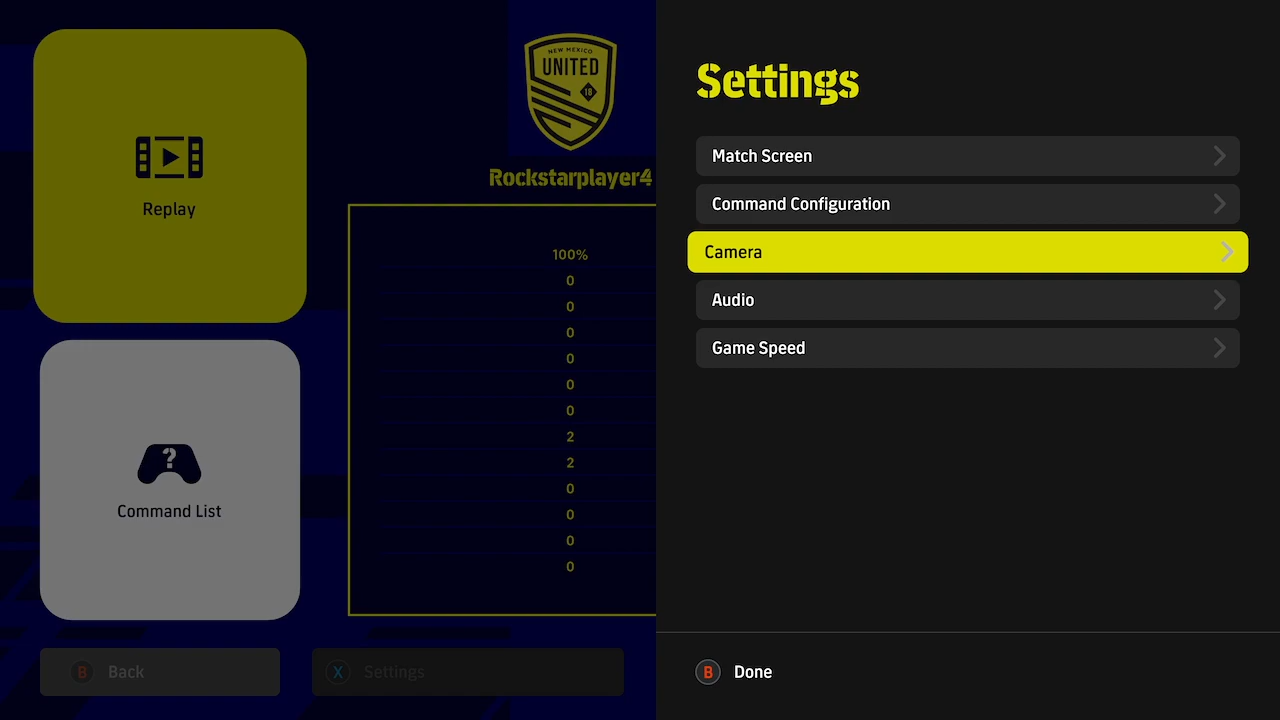 Replay
Command List
B Back
X Settings
NEW MEXICO
UNITED
18
Rockstarplayer4
100%
0
0
0
0
0
0
2
2
0
0
0
0
Settings
Match Screen
Command Configuration
Camera
Audio
Game Speed
B Done